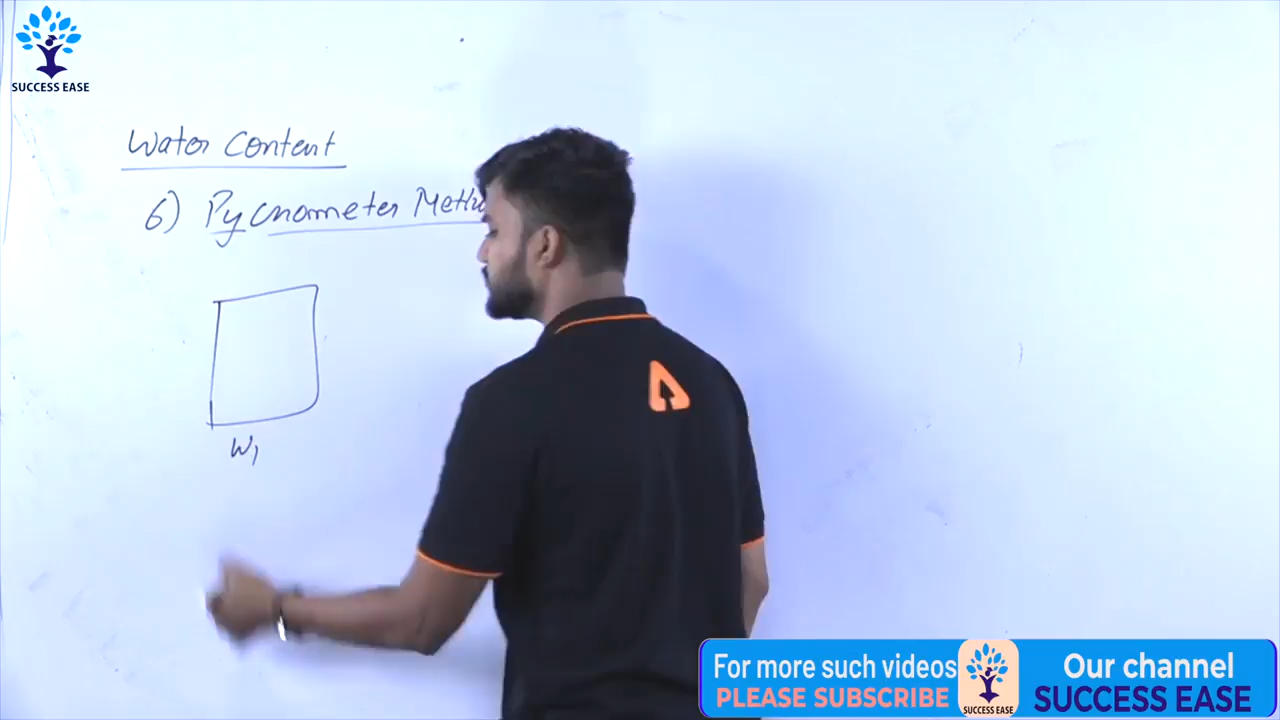 SUCCESS EASE
Water Content
6) Pycnometer
W1
For more such videos
PLEASE SUBSCRIBE
SUCCESS EASE
Our channel
SUCCESS EASE